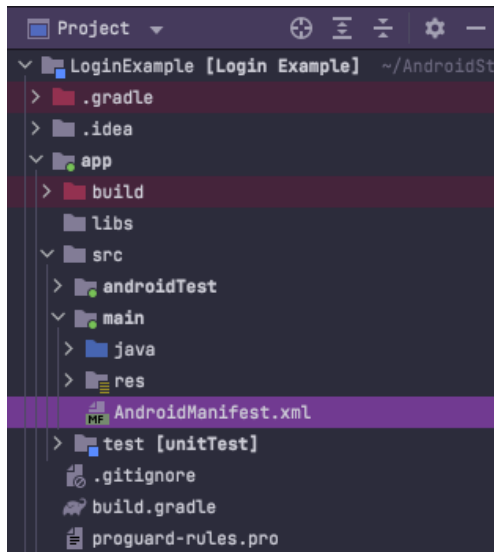 Project
LoginExample [Login Example] ~/AndroidSt
.gradle
.idea
app
build
libs
src
androidTest
main
java
res
MF AndroidManifest.xml
test [unitTest]
.gitignore
build.gradle
proguard-rules.pro